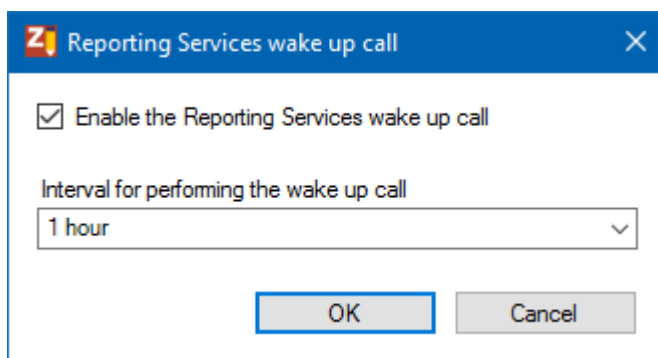 Z Reporting Services wake up call
Enable the Reporting Services wake up call
Interval for performing the wake up call
1 hour
OK Cancel